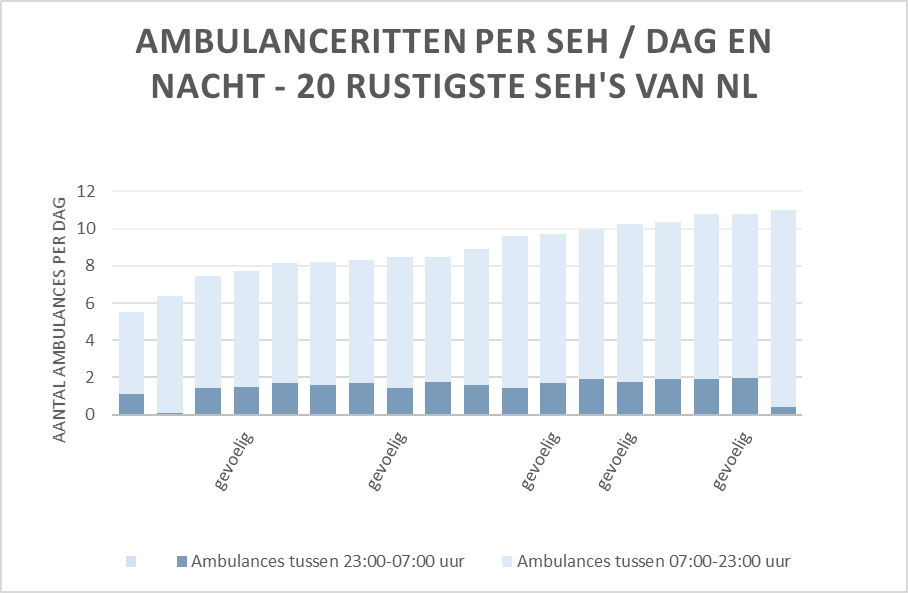 AMBULANCERITTEN PER SEH / DAG EN
NACHT - 20 RUSTIGSTE SEH'S VAN NL
AANTAL AMBULANCES PER DAG
12
10
8
6
4
2
0
gevoelig
gevoelig
gevoelig
gevoelig
gevoelig
Ambulances tussen 23:00-07:00 uur
Ambulances tussen 07:00-23:00 uur